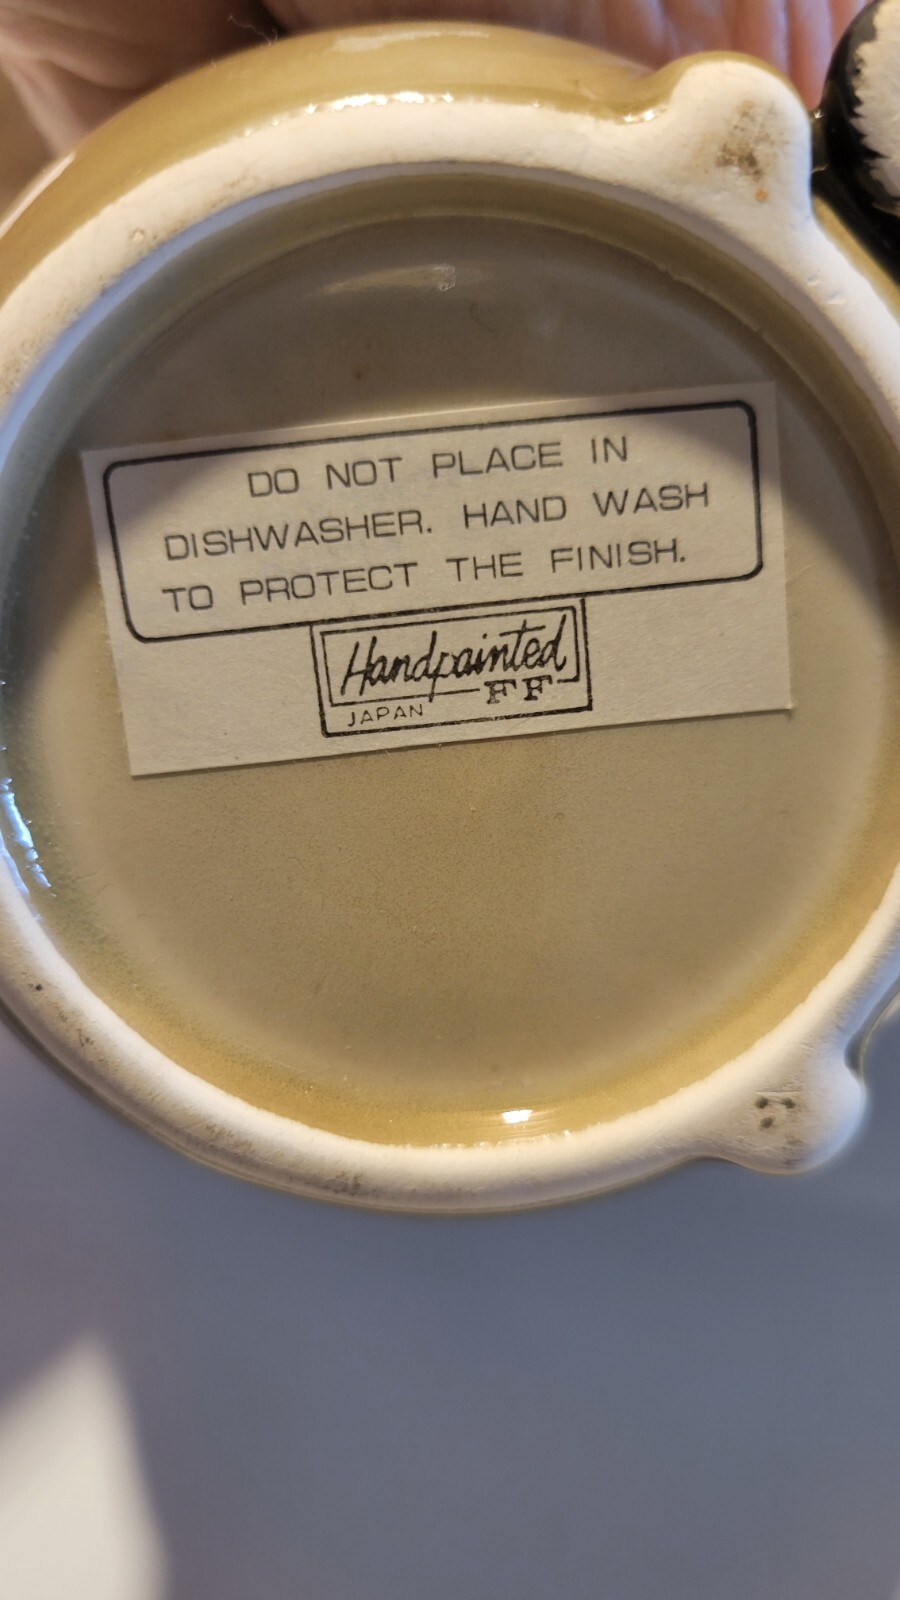 DO NOT PLACE IN
DISHWASHER. HAND WASH
TO PROTECT THE FINISH.
Handpainted
JAPAN FF